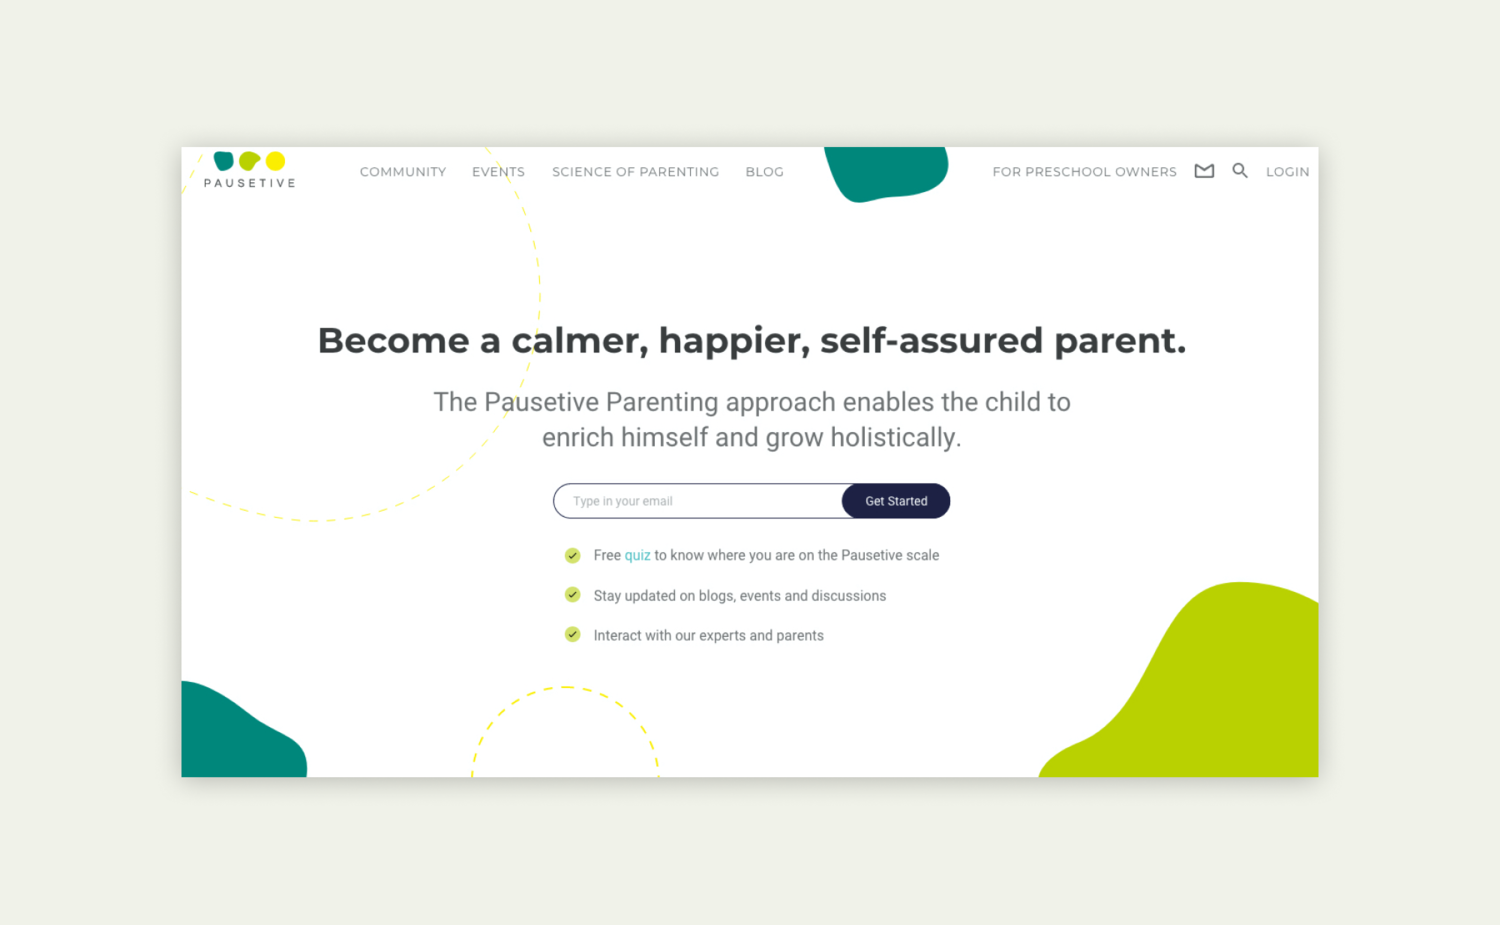 PAUSETIVE
COMMUNITY
EVENTS
SCIENCE OF PARENTING
BLOG
FOR PRESCHOOL OWNERS
LOGIN
Become a calmer, happier, self-assured parent.
The Pausetive Parenting approach enables the child to
enrich himself and grow holistically.
Type in your email
Get Started
Free quiz to know where you are on the Pausetive scale
Stay updated on blogs, events and discussions
Interact with our experts and parents